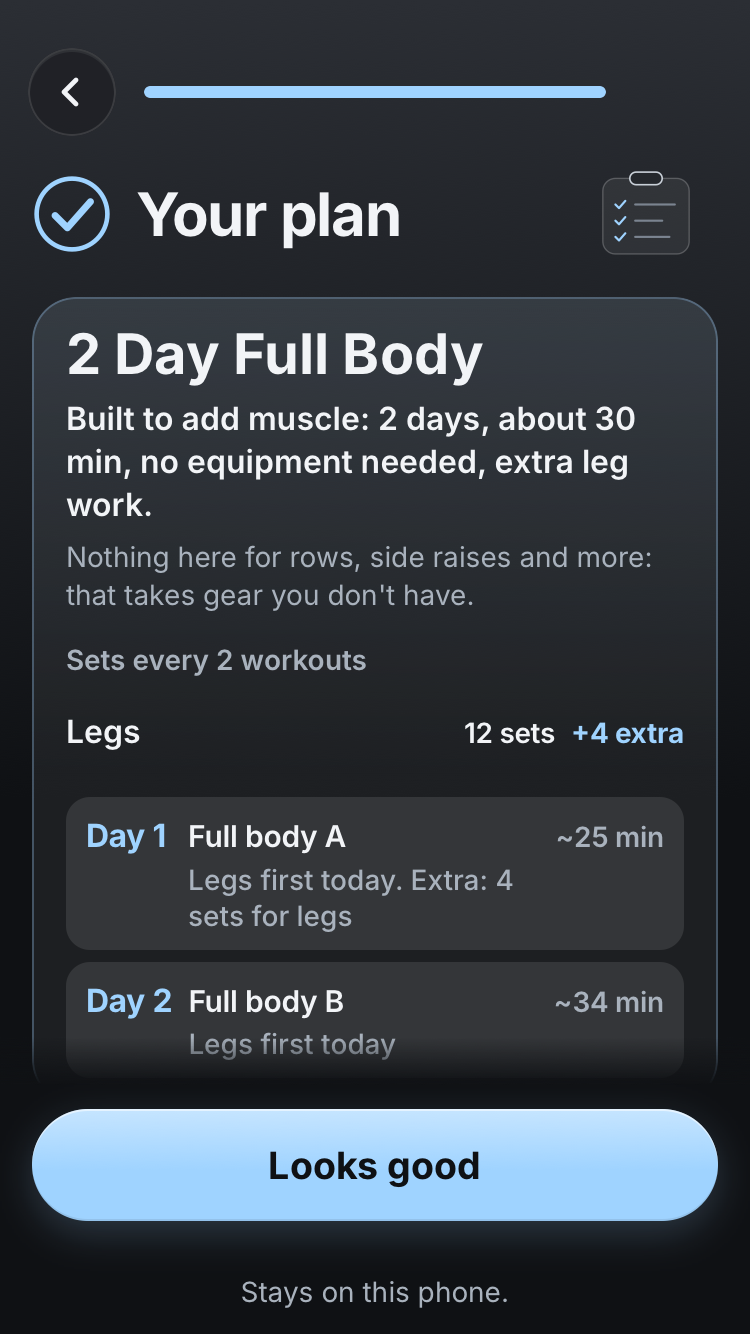 Your plan
2 Day Full Body
Built to add muscle: 2 days, about 30
min, no equipment needed, extra leg
work.
Nothing here for rows, side raises and more:
that takes gear you don't have.
Sets every 2 workouts
Legs 12 sets +4 extra
Day 1 Full body A ~25 min
Legs first today. Extra: 4
sets for legs
Day 2 Full body B ~34 min
Legs first today
Looks good
Stays on this phone.